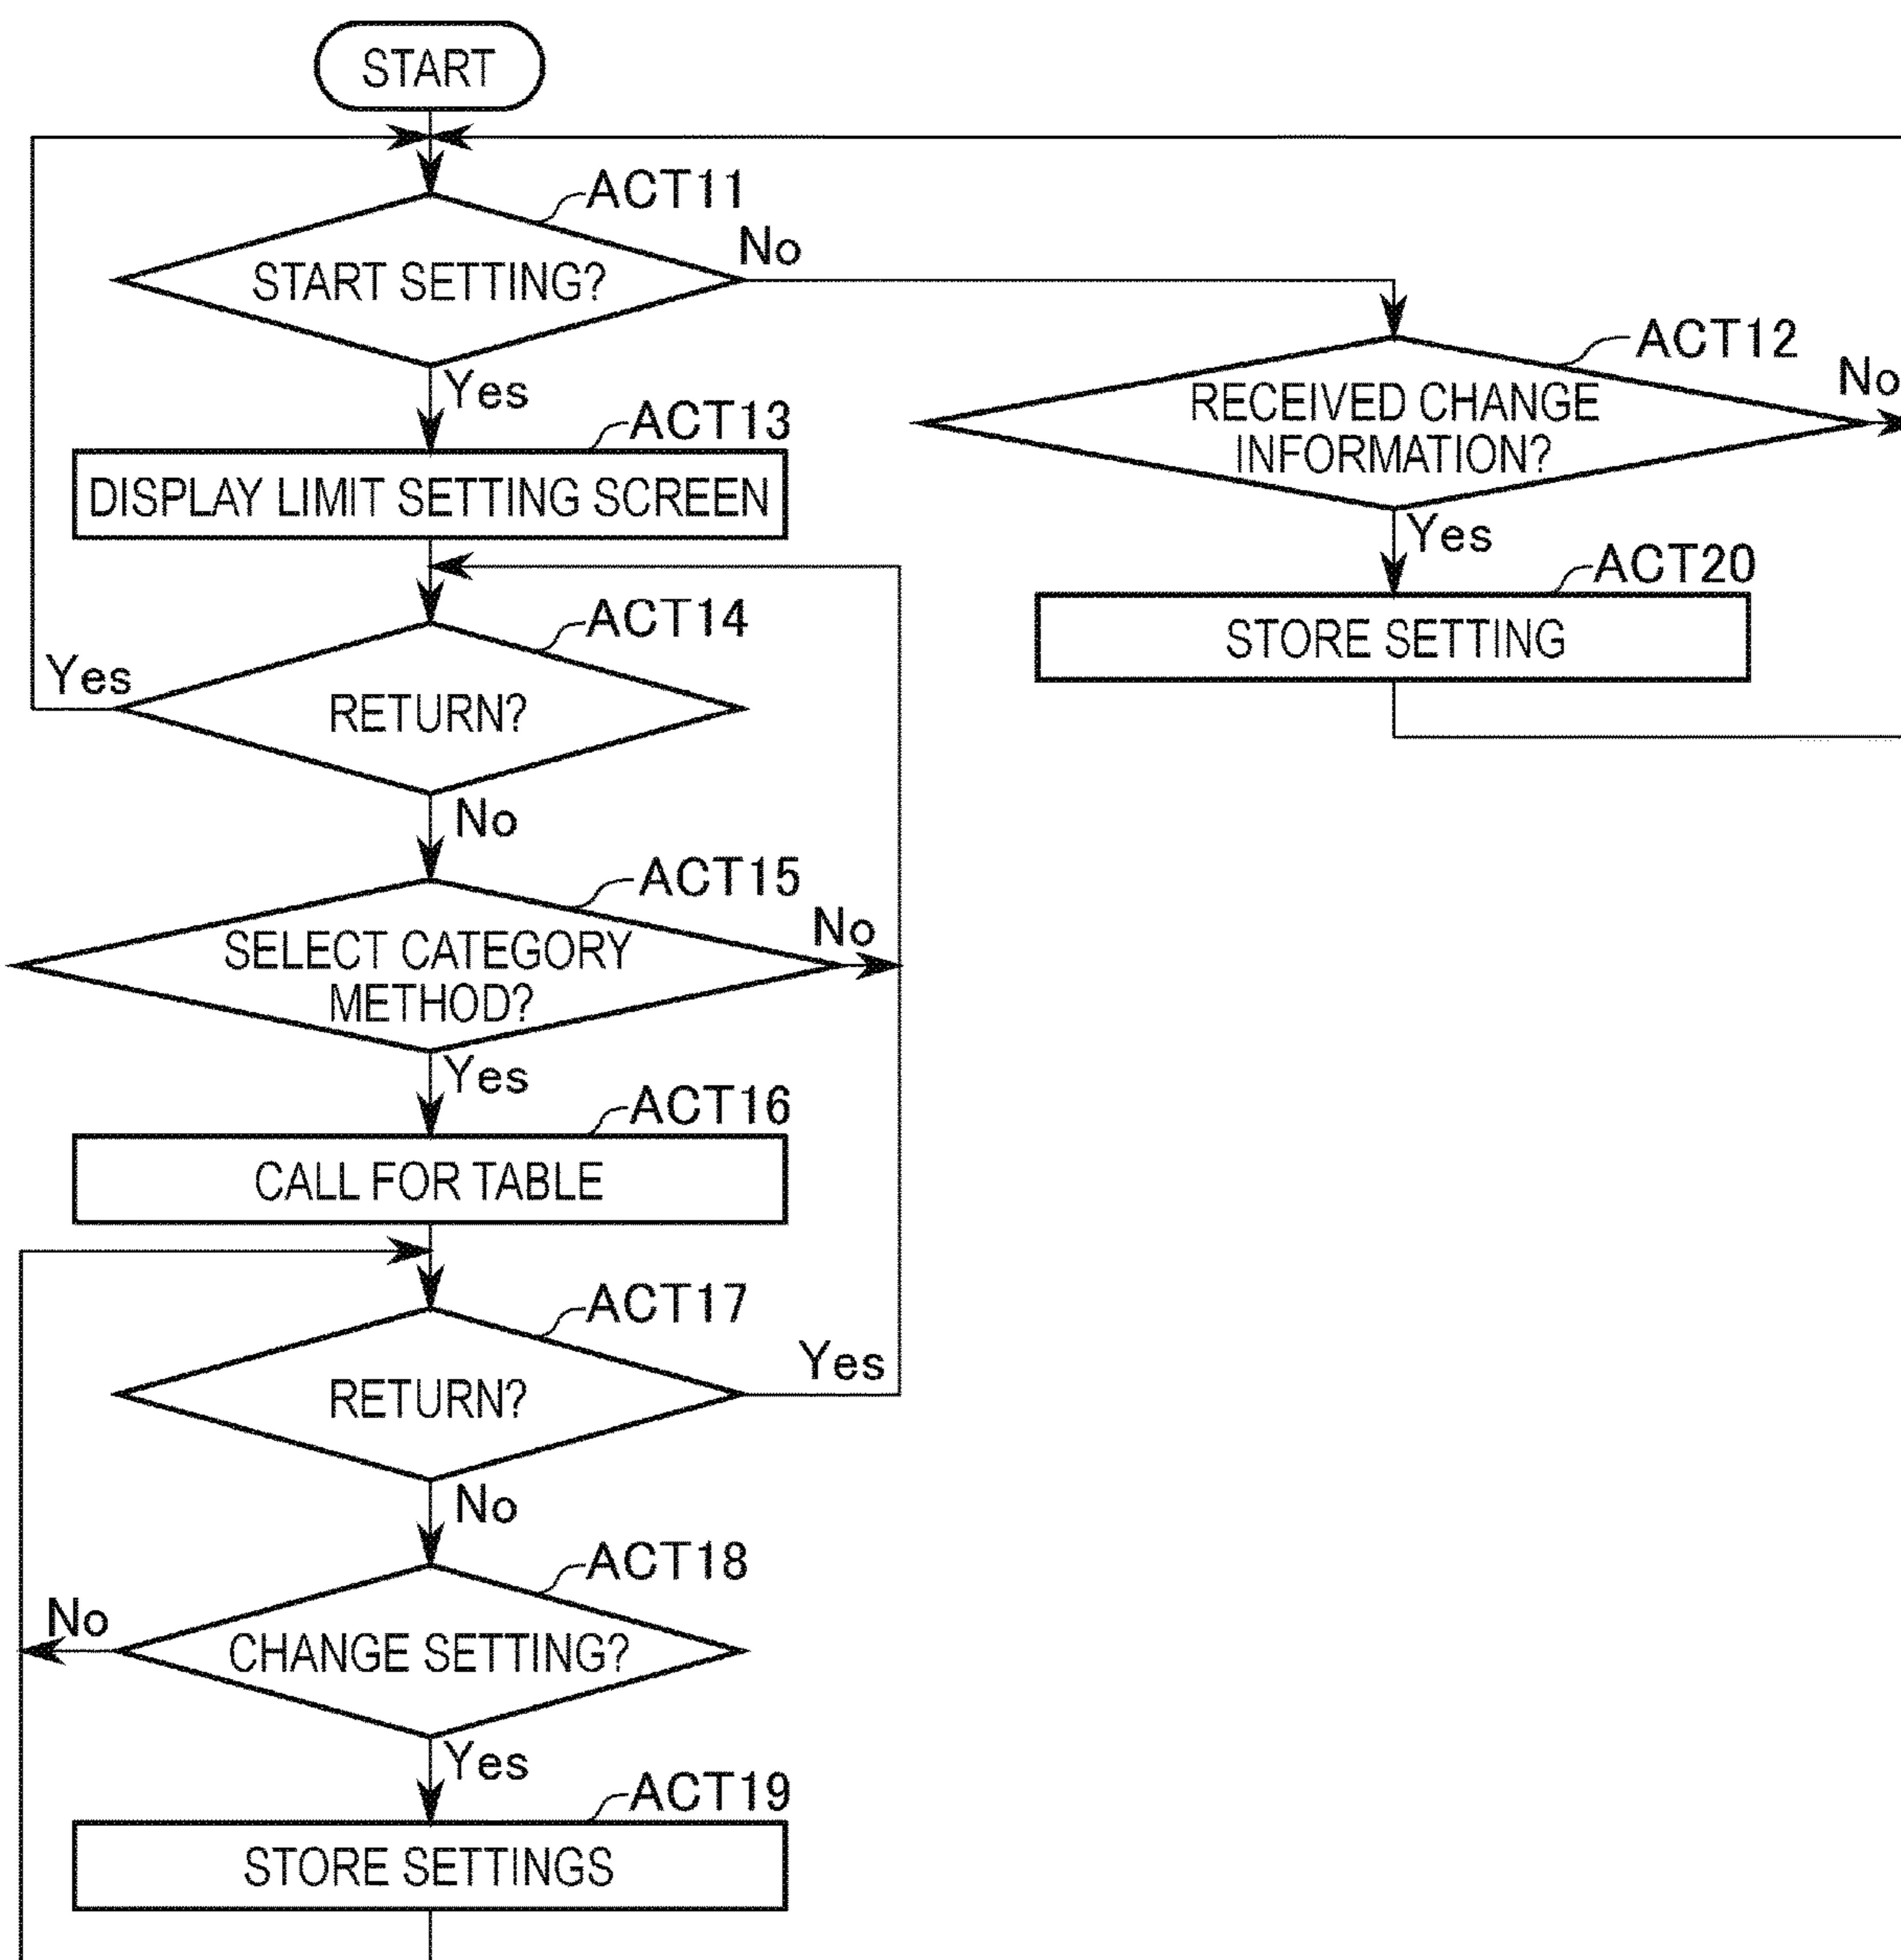 START
ACT11
START SETTING?
No
Yes
ACT12
RECEIVED CHANGE
INFORMATION?
No
Yes
ACT13
DISPLAY LIMIT SETTING SCREEN
ACT20
STORE SETTING
ACT14
RETURN?
Yes
No
ACT15
SELECT CATEGORY
METHOD?
No
Yes
ACT16
CALL FOR TABLE
ACT17
RETURN?
Yes
No
ACT18
CHANGE SETTING?
No
Yes
ACT19
STORE SETTINGS